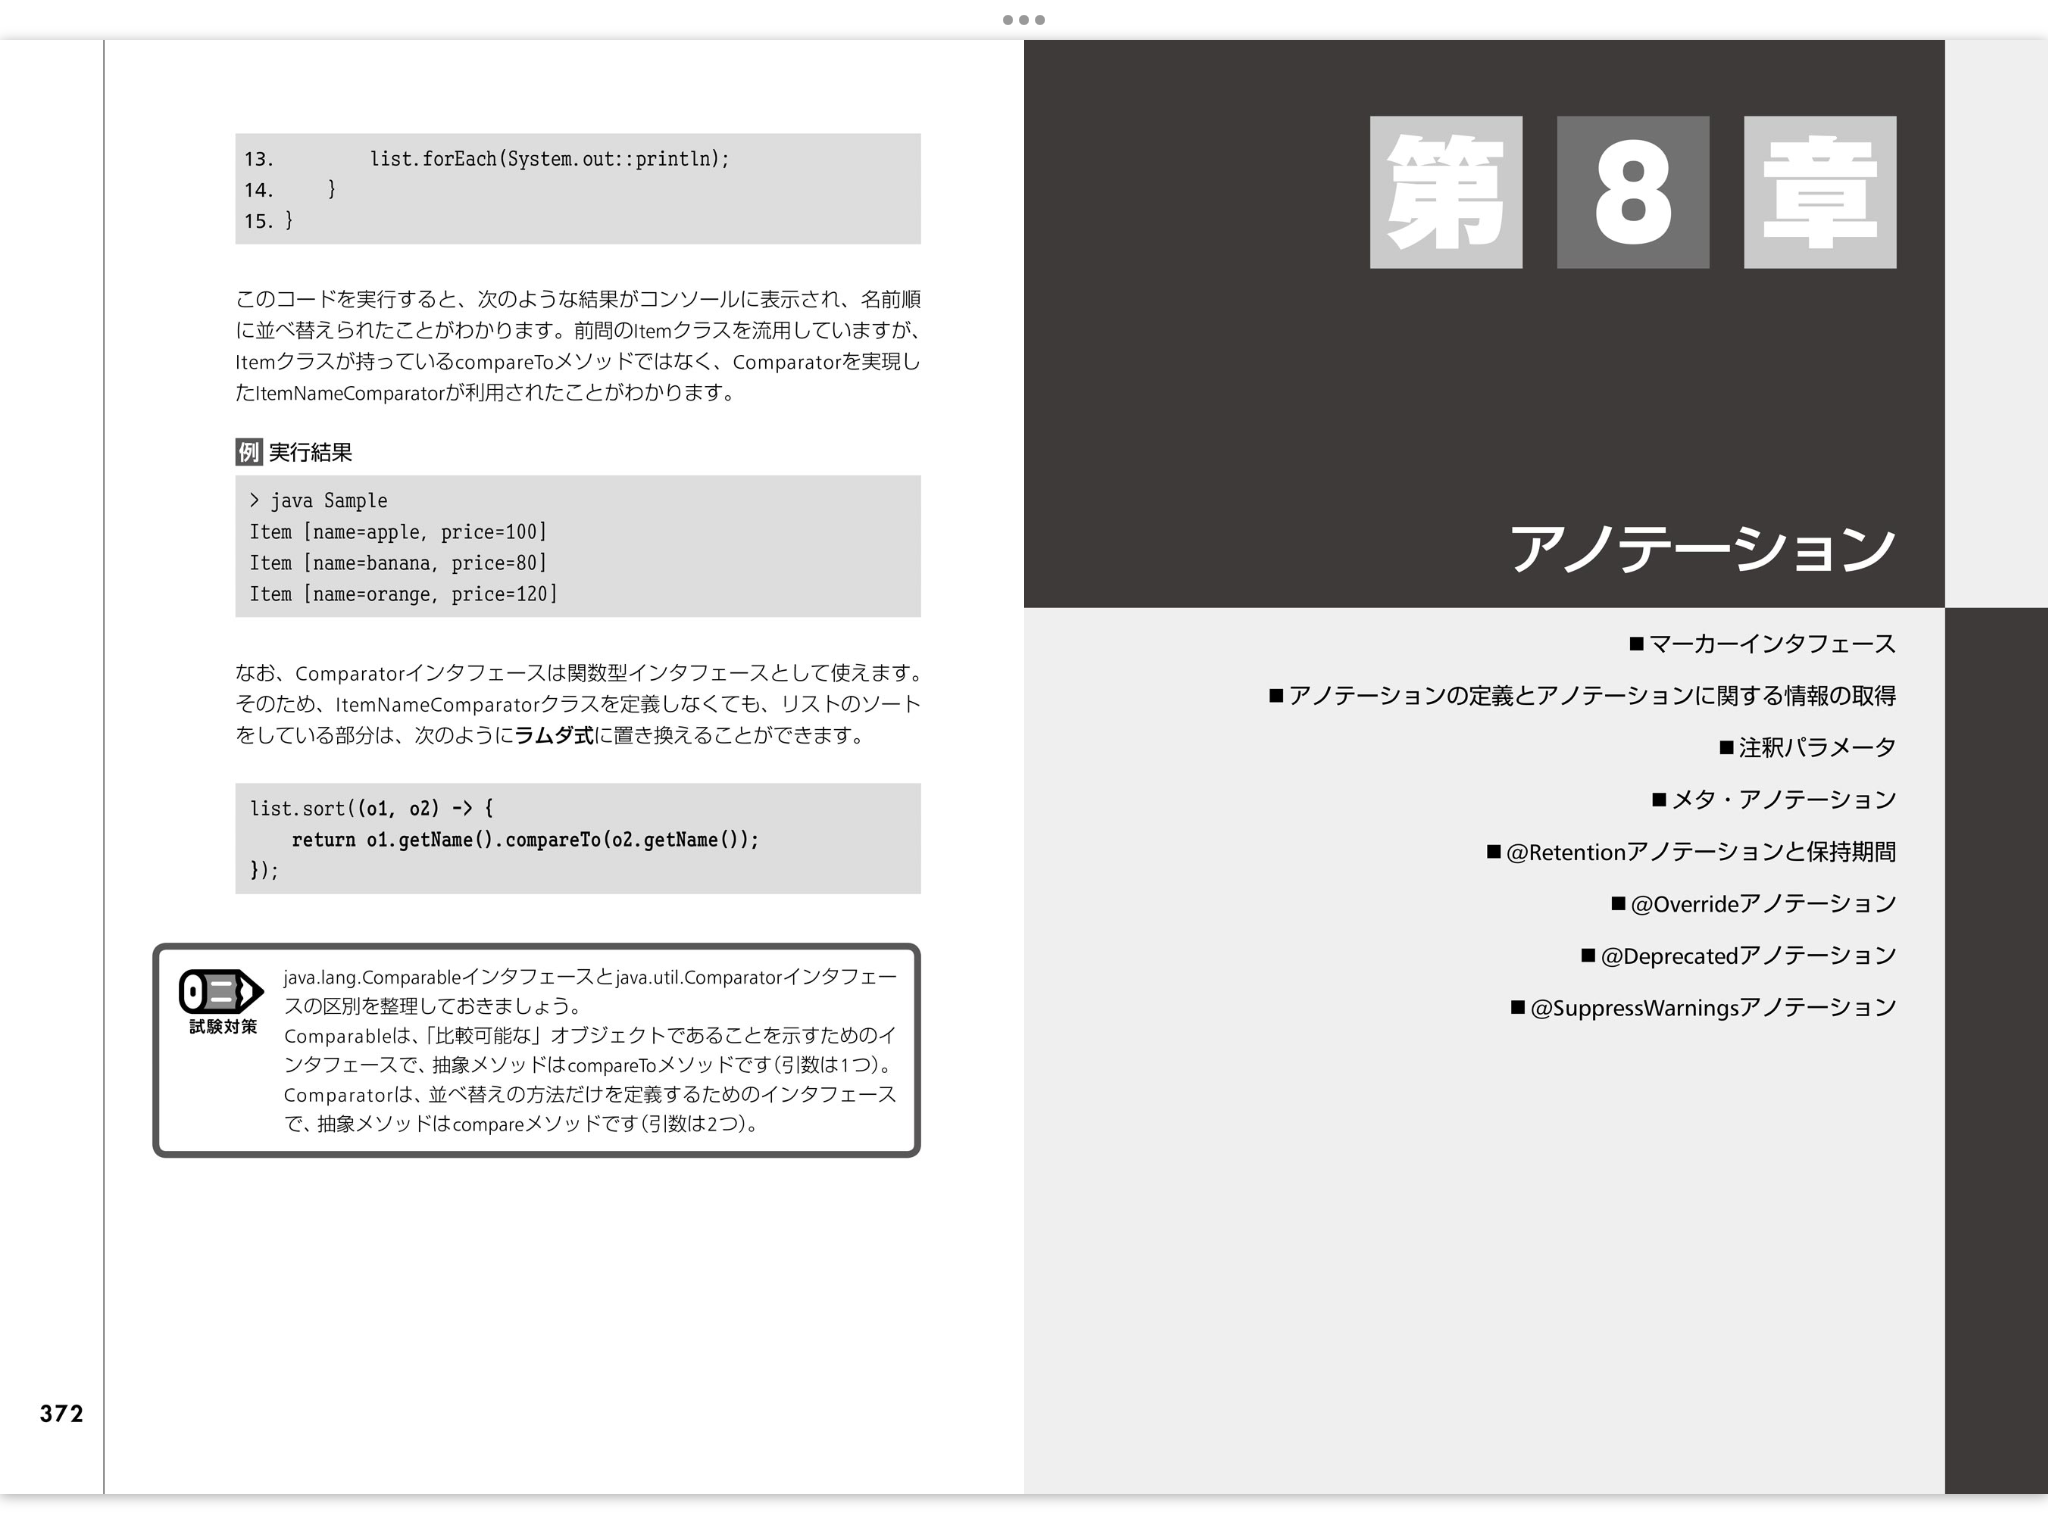 13.         list.forEach(System.out::println);
14.     }
15. }
このコードを実行すると、次のような結果がコンソールに表示され、名前順
に並べ替えられたことがわかります。前問のItemクラスを流用していますが、
Itemクラスが持っているcompareToメソッドではなく、Comparatorを実現し
たItemNameComparatorが利用されたことがわかります。
例 実行結果
> java Sample
Item [name=apple, price=100]
Item [name=banana, price=80]
Item [name=orange, price=120]
なお、Comparatorインタフェースは関数型インタフェースとして使えます。
そのため、ItemNameComparatorクラスを定義しなくても、リストのソート
をしている部分は、次のようにラムダ式に置き換えることができます。
list.sort((o1, o2) -> {
    return o1.getName().compareTo(o2.getName());
});
試験対策
java.lang.Comparableインタフェースとjava.util.Comparatorインタフェー
スの区別を整理しておきましょう。
Comparableは、「比較可能な」オブジェクトであることを示すためのイ
ンタフェースで、抽象メソッドはcompareToメソッドです（引数は1つ）。
Comparatorは、並べ替えの方法だけを定義するためのインタフェース
で、抽象メソッドはcompareメソッドです（引数は2つ）。
372
第8章
アノテーション
■マーカーインタフェース
■アノテーションの定義とアノテーションに関する情報の取得
■注釈パラメータ
■メタ・アノテーション
■@Retentionアノテーションと保持期間
■@Overrideアノテーション
■@Deprecatedアノテーション
■@SuppressWarningsアノテーション